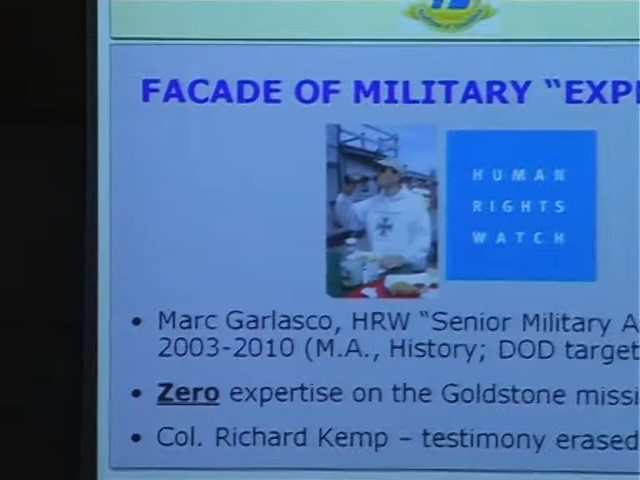 FACADE OF MILITARY “EXP
HUMAN
RIGHTS
WATCH
• Marc Garlasco, HRW “Senior Military A
2003-2010 (M.A., History; DOD target
• Zero expertise on the Goldstone missi
• Col. Richard Kemp – testimony erased